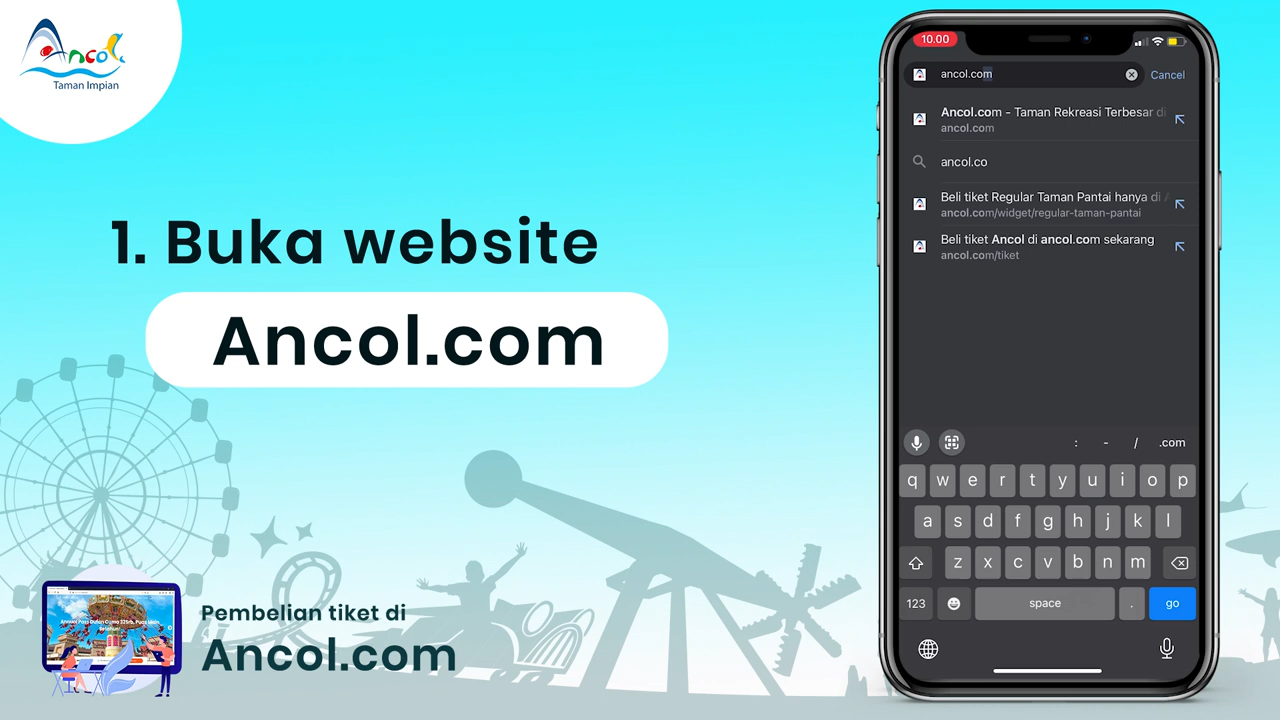 Ancol
Taman Impian
1. Buka website
Ancol.com
Pembelian tiket di
Ancol.com
10.00
ancol.com
Cancel
Ancol.com - Taman Rekreasi Terbesar di
ancol.com
ancol.co
Beli tiket Regular Taman Pantai hanya di A
ancol.com/widget/regular-taman-pantai
Beli tiket Ancol di ancol.com sekarang
ancol.com/tiket
: - / .com
q w e r t y u i o p
a s d f g h j k l
z x c v b n m
123 space . go